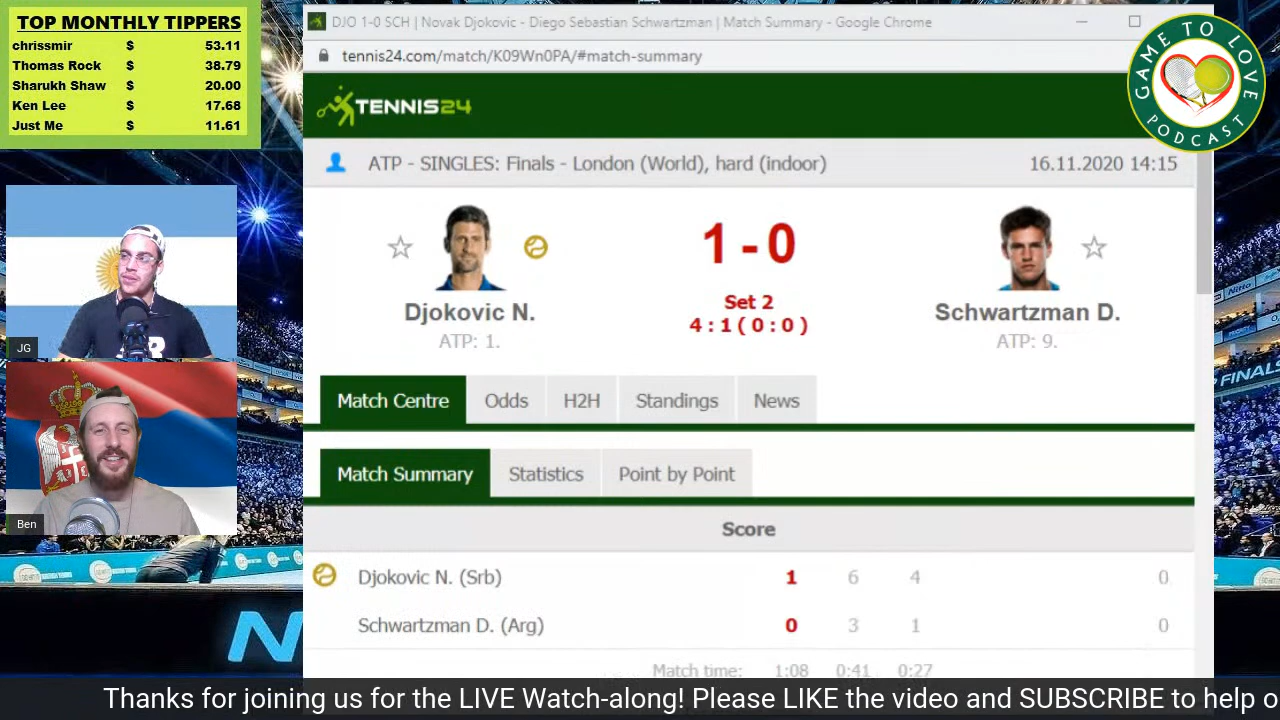 TOP MONTHLY TIPPERS
chrissmir $ 53.11
Thomas Rock $ 38.79
Sharukh Shaw $ 20.00
Ken Lee $ 17.68
Just Me $ 11.61
DJO 1-0 SCH | Novak Djokovic - Diego Sebastian Schwartzman | Match Summary - Google Chrome
tennis24.com/match/K09Wn0PA/#match-summary
GAME TO LOVE
PODCAST
TENNIS24
ATP - SINGLES: Finals - London (World), hard (indoor) 16.11.2020 14:15
1 - 0
Set 2
4 : 1 ( 0 : 0 )
Djokovic N.
ATP: 1.
Schwartzman D.
ATP: 9.
Match Centre Odds H2H Standings News
Match Summary Statistics Point by Point
Score
Djokovic N. (Srb) 1 6 4 0
Schwartzman D. (Arg) 0 3 1 0
Match time: 1:08 0:41 0:27
JG
Ben
Nitto
FINALS
Thanks for joining us for the LIVE Watch-along! Please LIKE the video and SUBSCRIBE to help o